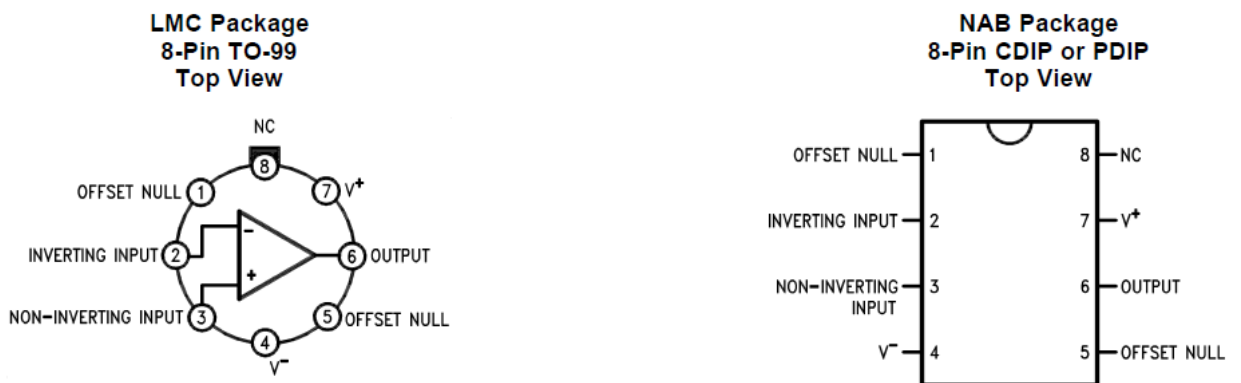 LMC Package
8-Pin TO-99
Top View
NC
8
OFFSET NULL 1
7 V+
INVERTING INPUT 2
-
6 OUTPUT
+
NON-INVERTING INPUT 3
5 OFFSET NULL
4
V-
NAB Package
8-Pin CDIP or PDIP
Top View
OFFSET NULL 1 8 NC
INVERTING INPUT 2 7 V+
NON-INVERTING 3 6 OUTPUT
INPUT
V- 4 5 OFFSET NULL